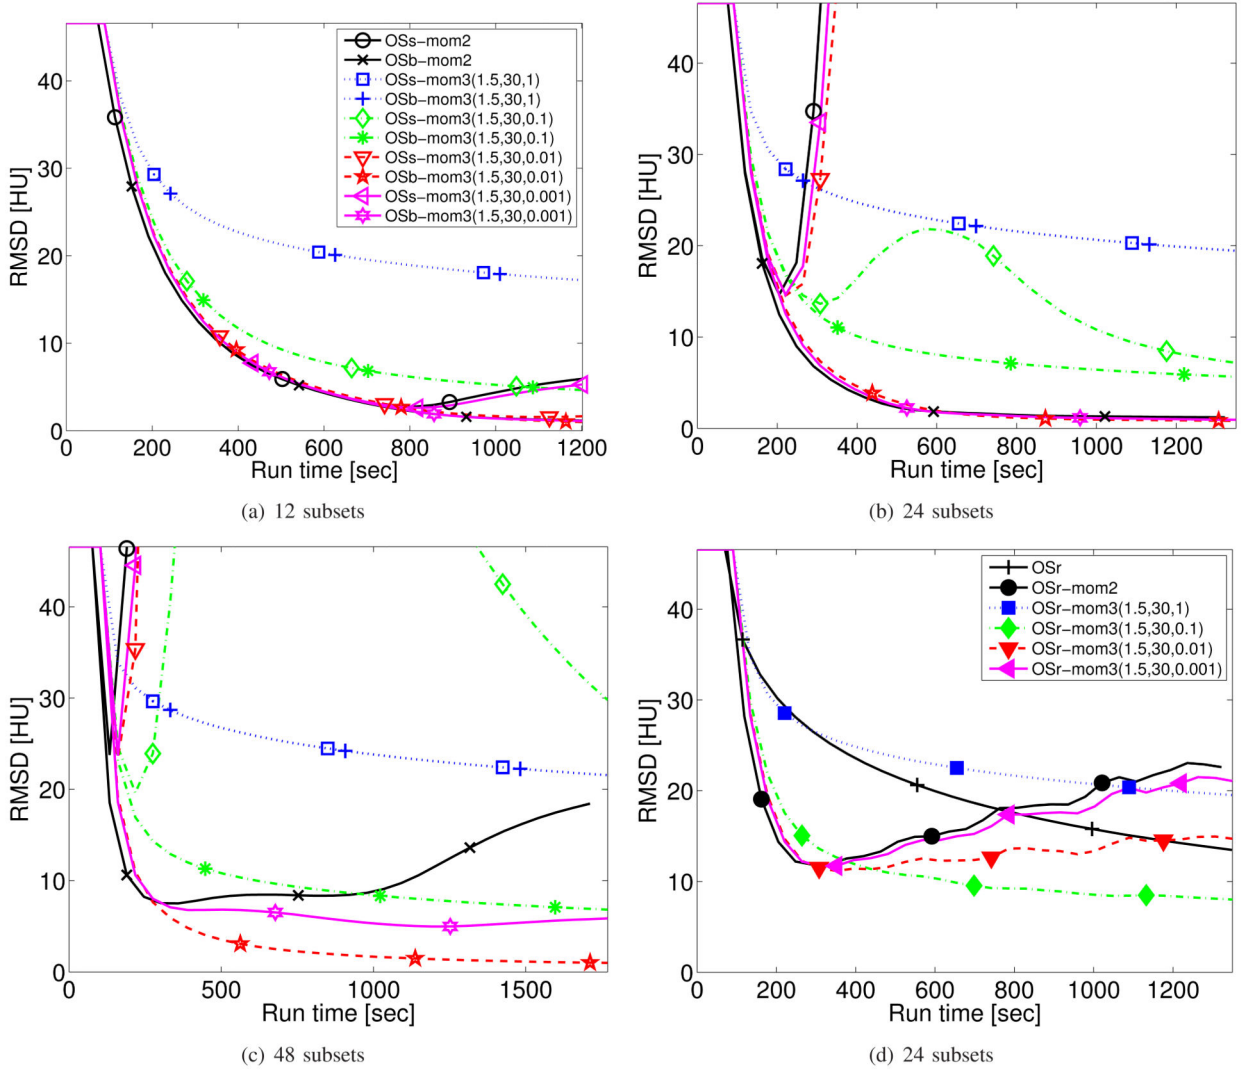 RMSD [HU]
40
30
20
10
0
0 200 400 600 800 1000 1200
Run time [sec]
OSs-mom2
OSb-mom2
OSs-mom3(1.5,30,1)
OSb-mom3(1.5,30,1)
OSs-mom3(1.5,30,0.1)
OSb-mom3(1.5,30,0.1)
OSs-mom3(1.5,30,0.01)
OSb-mom3(1.5,30,0.01)
OSs-mom3(1.5,30,0.001)
OSb-mom3(1.5,30,0.001)
(a) 12 subsets
RMSD [HU]
40
30
20
10
0
0 200 400 600 800 1000 1200
Run time [sec]
(b) 24 subsets
RMSD [HU]
40
30
20
10
0
0 500 1000 1500
Run time [sec]
(c) 48 subsets
RMSD [HU]
40
30
20
10
0
0 200 400 600 800 1000 1200
Run time [sec]
OSr
OSr-mom2
OSr-mom3(1.5,30,1)
OSr-mom3(1.5,30,0.1)
OSr-mom3(1.5,30,0.01)
OSr-mom3(1.5,30,0.001)
(d) 24 subsets